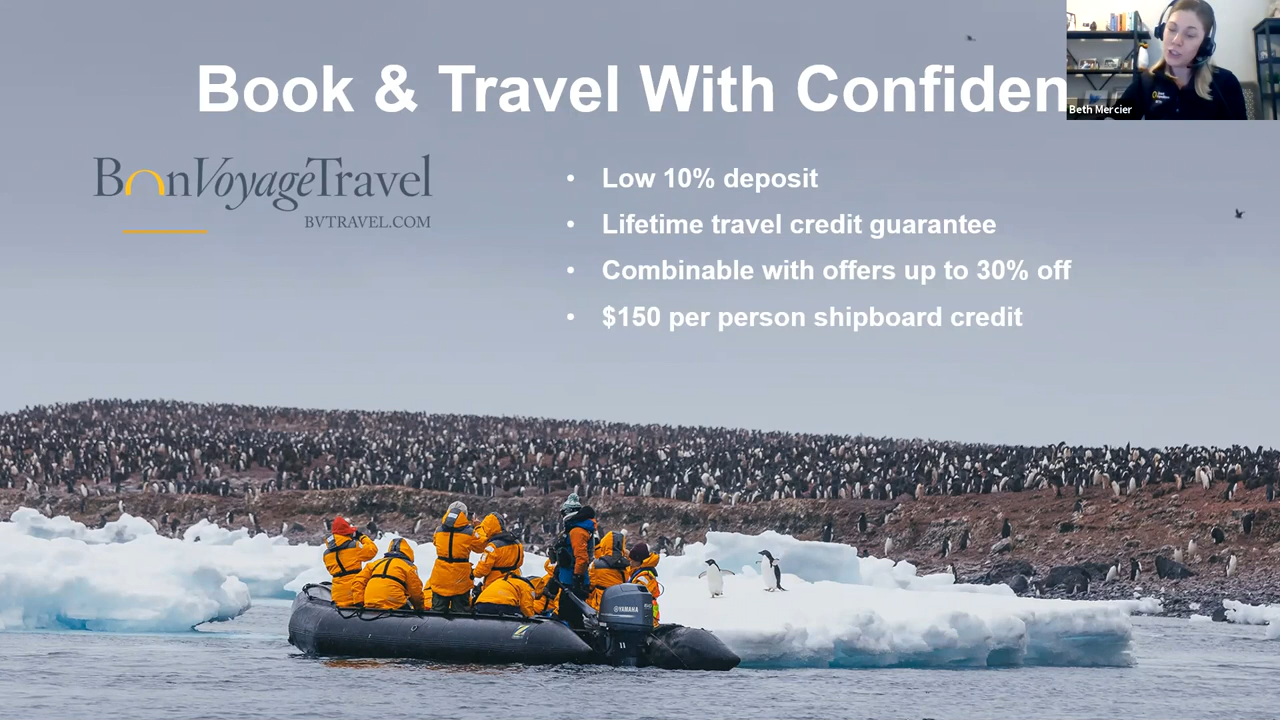 Book & Travel With Confiden
Beth Mercier
BonVoyageTravel
BVTRAVEL.COM
• Low 10% deposit
• Lifetime travel credit guarantee
• Combinable with offers up to 30% off
• $150 per person shipboard credit
YAMAHA